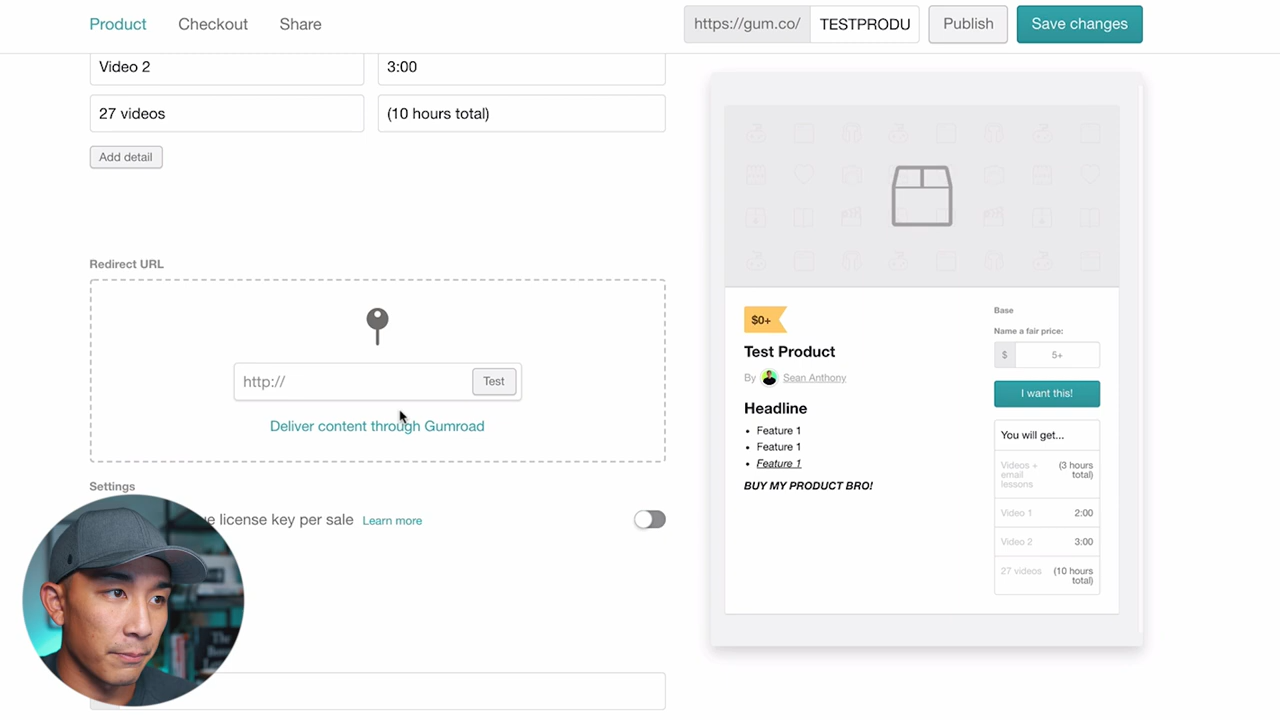 Product
Checkout
Share
https://gum.co/
TESTPRODU
Publish
Save changes
Video 2
3:00
27 videos
(10 hours total)
Add detail
Redirect URL
http://
Test
Deliver content through Gumroad
Settings
license key per sale
Learn more
$0+
Test Product
By Sean Anthony
Headline
• Feature 1
• Feature 1
• Feature 1
BUY MY PRODUCT BRO!
Base
Name a fair price:
$
5+
I want this!
You will get...
Videos +
email
lessons
(3 hours
total)
Video 1
2:00
Video 2
3:00
27 videos
(10 hours
total)